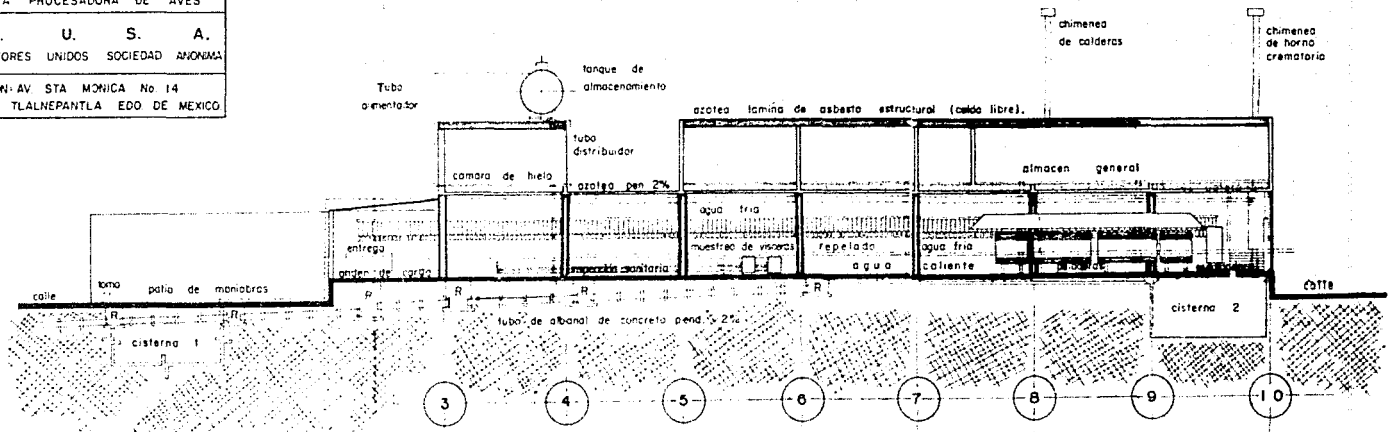 A PROCESADORA DE AVES
U. S. A.
ORES UNIDOS SOCIEDAD ANONIMA
N: AV. STA MONICA No. 14
TLALNEPANTLA EDO DE MEXICO
chimenea
de calderas
chimenea
de horno
crematorio
Tubo
alimentador
tanque de
almacenamiento
azotea lamina de asbesto estructural (caida libre).
tubo
distribuidor
camara de hielo
azotea pen 2%
almacen general
agua fria
entrega
anden de carga
inspección sanitaria
muestreo de visceras
repelado
agua fria
agua caliente
calle
toma
patio de maniobras
calle
R
R
R
R
R
R
cisterna 1
tubo de albanal de concreto pend. 2%
cisterna 2
3
4
5
6
7
8
9
10